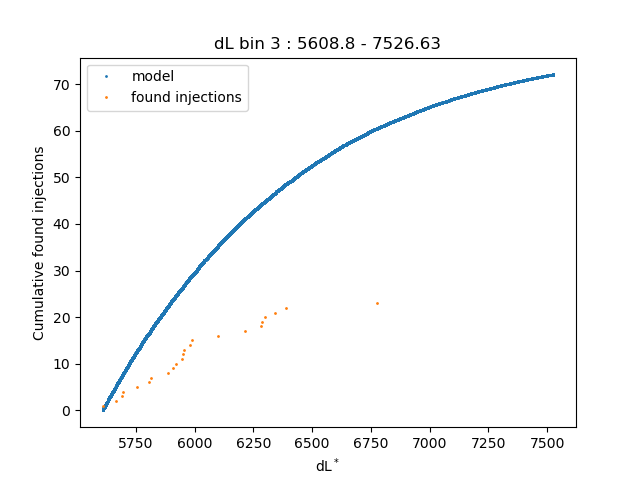 dL bin 3 : 5608.8 - 7526.63
model
found injections
Cumulative found injections
70
60
50
40
30
20
10
0
5750 6000 6250 6500 6750 7000 7250 7500
dL*